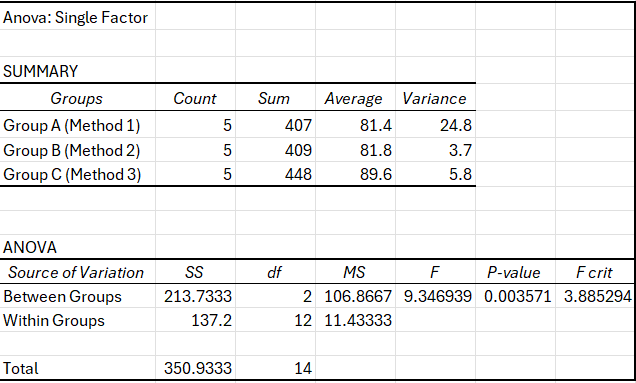 Anova: Single Factor
SUMMARY
Groups Count Sum Average Variance
Group A (Method 1) 5 407 81.4 24.8
Group B (Method 2) 5 409 81.8 3.7
Group C (Method 3) 5 448 89.6 5.8
ANOVA
Source of Variation SS df MS F P-value F crit
Between Groups 213.7333 2 106.8667 9.346939 0.003571 3.885294
Within Groups 137.2 12 11.43333
Total 350.9333 14